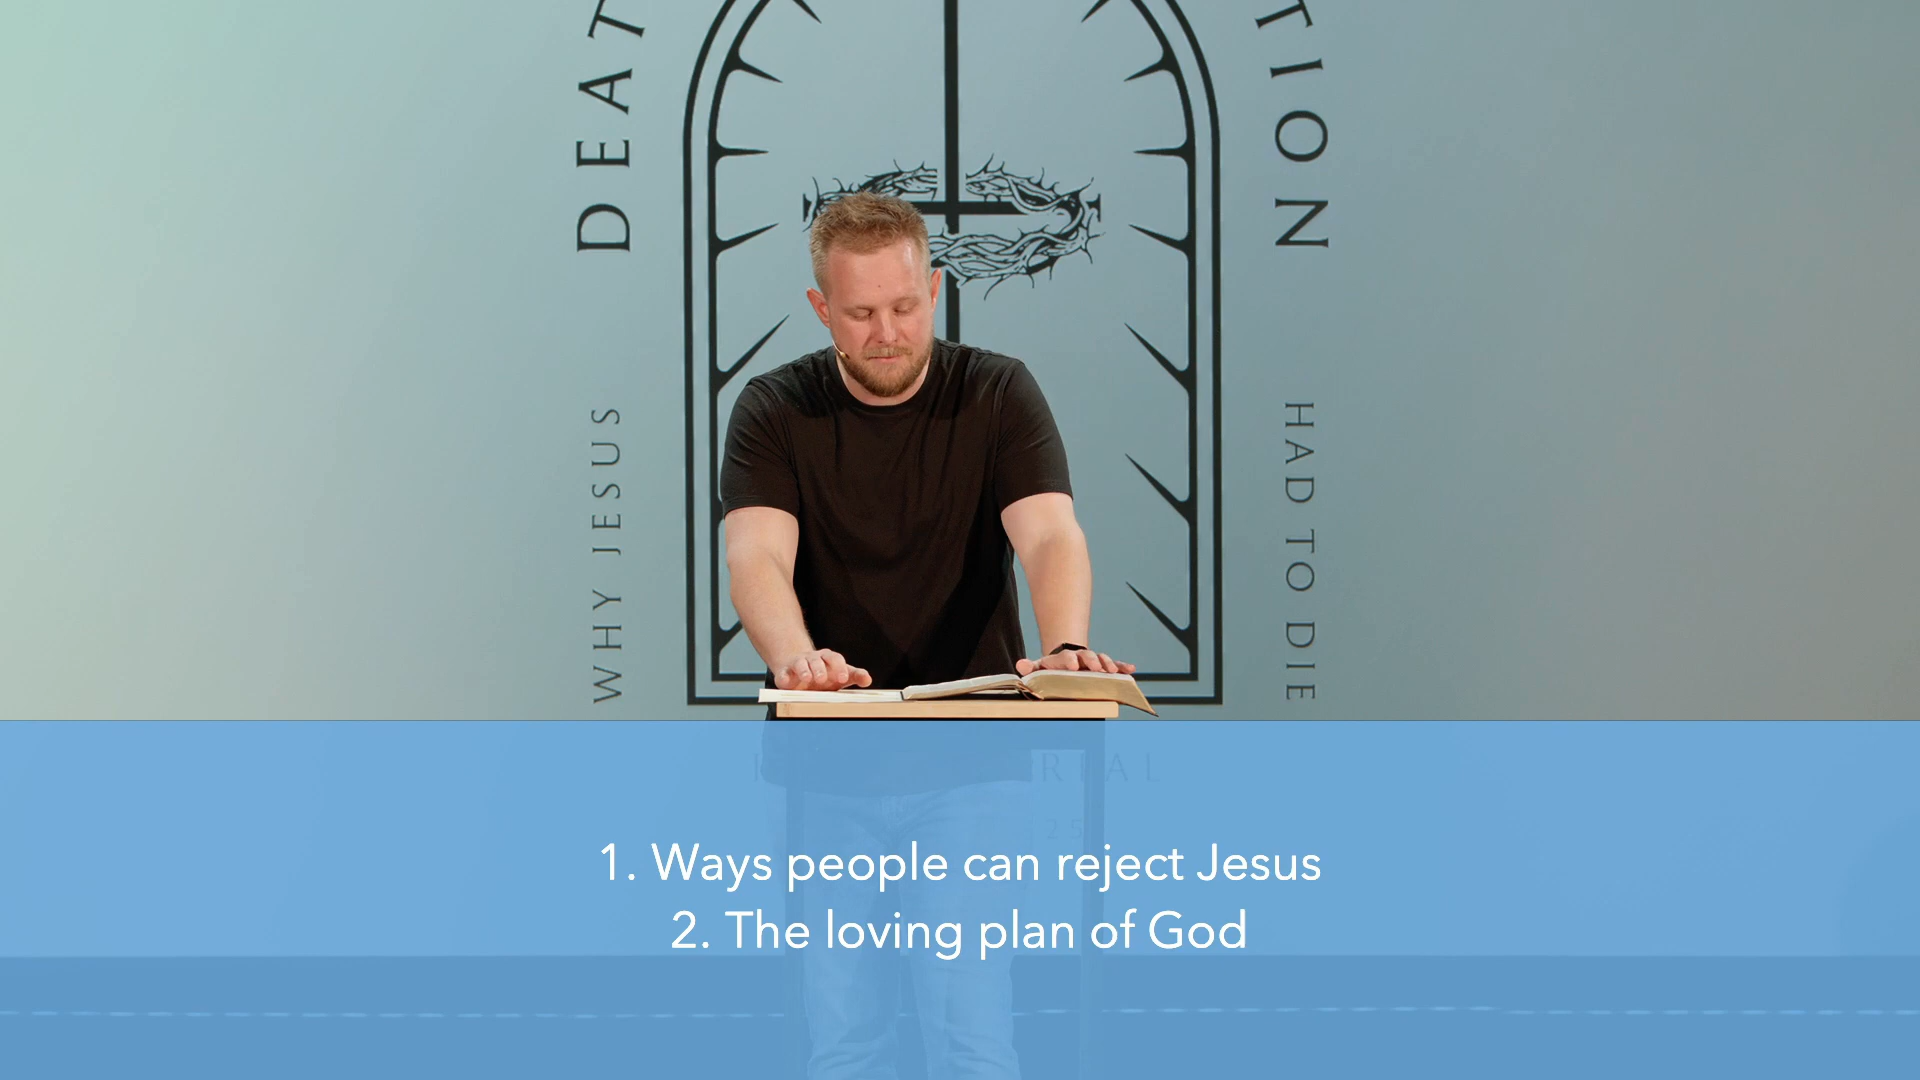 DEAT
TION
WHY JESUS
HAD TO DIE
1. Ways people can reject Jesus
2. The loving plan of God